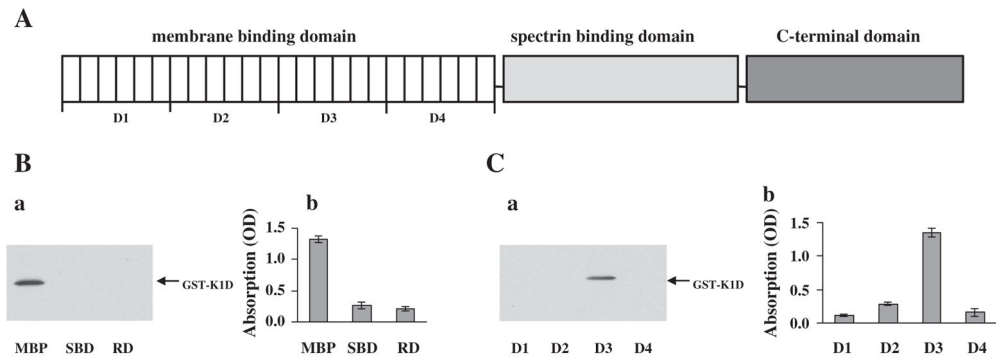 A
membrane binding domain
spectrin binding domain
C-terminal domain
D1 D2 D3 D4
B
a
GST-K1D
MBP SBD RD
b
Absorption (OD)
1.5
1.0
0.5
0.0
MBP SBD RD
C
a
GST-K1D
D1 D2 D3 D4
b
Absorption (OD)
1.5
1.0
0.5
0.0
D1 D2 D3 D4